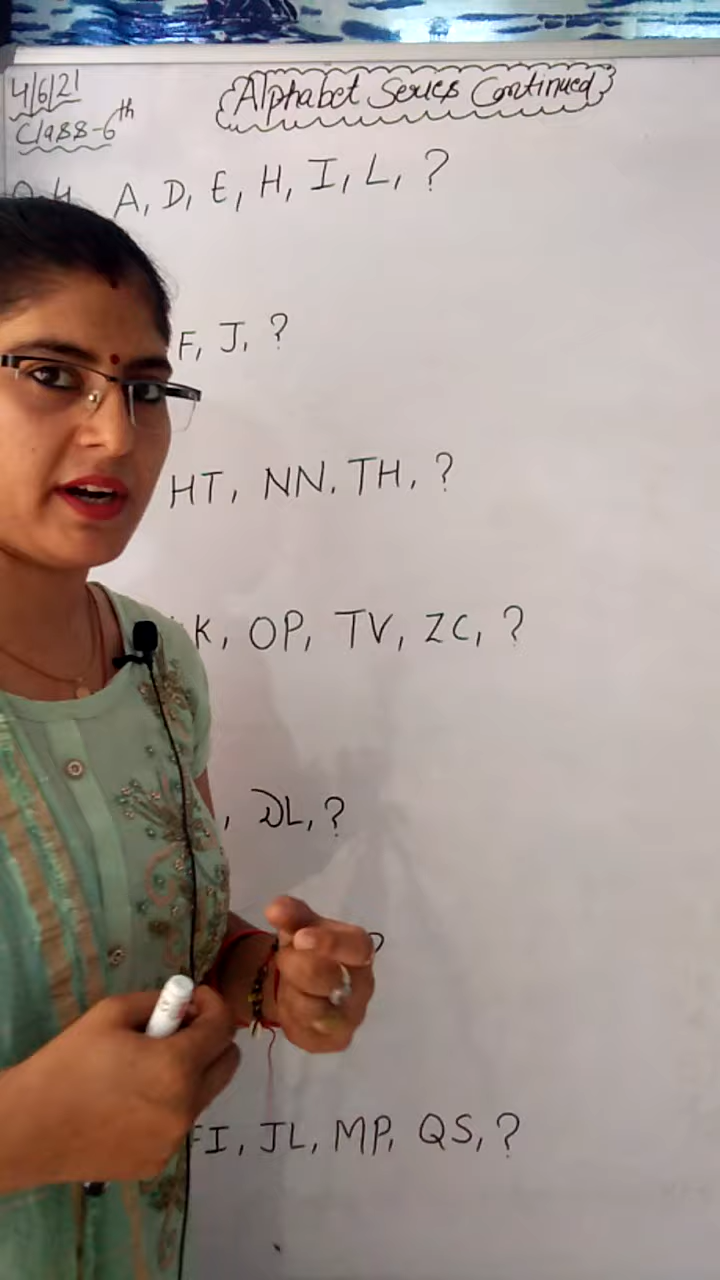 4/6/21
Alphabet Series Continued
Class-6th
A, D, E, H, I, L, ?
F, J, ?
HT, NN, TH, ?
K, OP, TV, ZC, ?
, DL, ?
?
FI, JL, MP, QS, ?